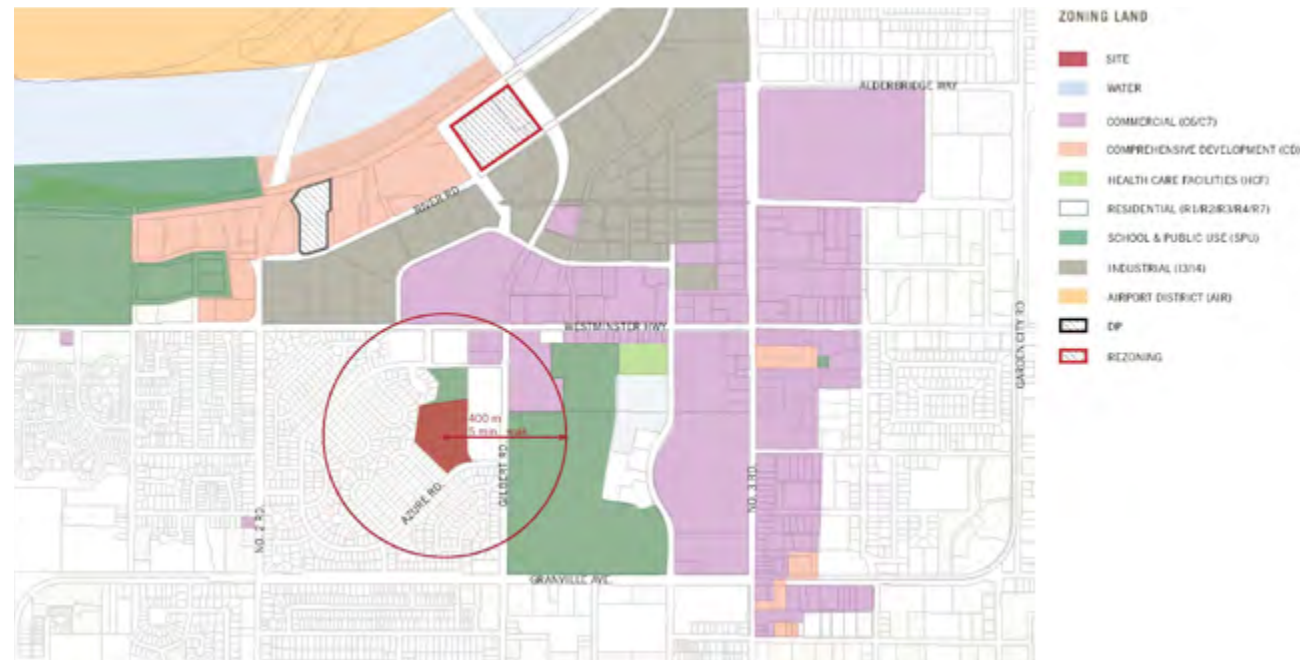 ZONING LAND
SITE
WATER
COMMERCIAL (C6/C7)
COMPREHENSIVE DEVELOPMENT (CD)
HEALTH CARE FACILITIES (HCF)
RESIDENTIAL (R1/R2/R3/R4/R7)
SCHOOL & PUBLIC USE (SPU)
INDUSTRIAL (I3/I4)
AIRPORT DISTRICT (AIR)
DP
REZONING
ALDERBRIDGE WAY
RIVER RD.
WESTMINSTER HWY.
GARDEN CITY RD.
400 m
5 min. walk
GILBERT RD.
AZURE RD.
NO. 2 RD.
NO. 3 RD.
GRANVILLE AVE.